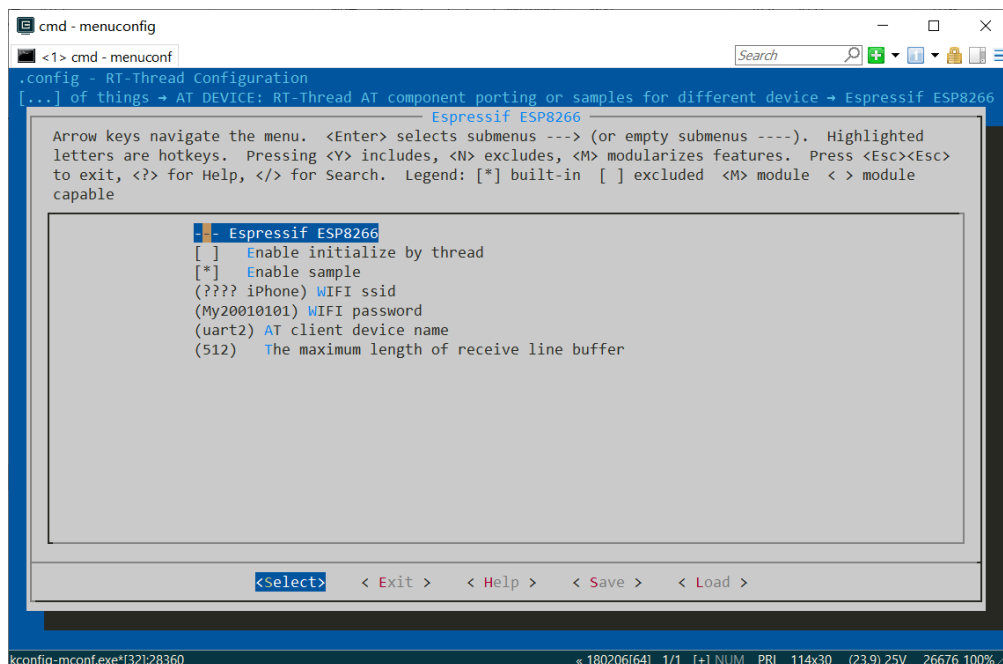 cmd - menuconfig
<1> cmd - menuconf
Search
.config - RT-Thread Configuration
[...] of things → AT DEVICE: RT-Thread AT component porting or samples for different device → Espressif ESP8266
Espressif ESP8266
Arrow keys navigate the menu.  <Enter> selects submenus ---> (or empty submenus ----).  Highlighted
letters are hotkeys.  Pressing <Y> includes, <N> excludes, <M> modularizes features.  Press <Esc><Esc>
to exit, <?> for Help, </> for Search.  Legend: [*] built-in  [ ] excluded  <M> module  < > module
capable
--- Espressif ESP8266
[ ]   Enable initialize by thread
[*]   Enable sample
(???? iPhone) WIFI ssid
(My20010101) WIFI password
(uart2) AT client device name
(512)   The maximum length of receive line buffer
<Select>    < Exit >    < Help >    < Save >    < Load >
kconfig-mconf.exe*[32]:28360    « 180206[64]  1/1  [+] NUM  PRI  114x30  (23,9) 25V  26676 100%